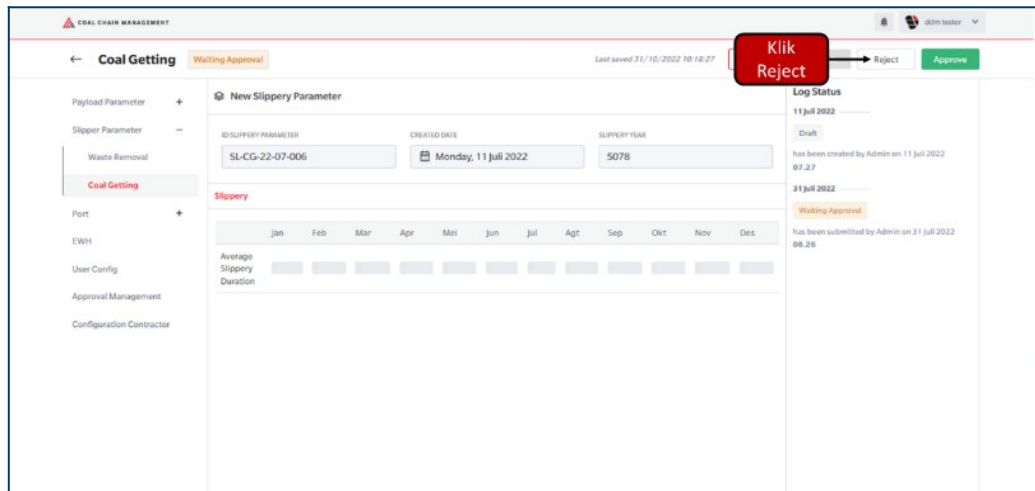 COAL CHAIN MANAGEMENT
ddm tester
← Coal Getting
Waiting Approval
Last saved 31/10/2022 10:18:27
Klik
Reject
Reject
Approve
Payload Parameter +
Slipper Parameter −
Waste Removal
Coal Getting
Port +
EWH
User Config
Approval Management
Configuration Contractor
New Slippery Parameter
ID SLIPPERY PARAMETER
CREATED DATE
SLIPPERY YEAR
SL-CG-22-07-006
Monday, 11 Juli 2022
5078
Slippery
Jan Feb Mar Apr Mei Jun Jul Agt Sep Okt Nov Des
Average
Slippery
Duration
Log Status
11 Juli 2022
Draft
has been created by Admin on 11 Juli 2022
07.27
31 Juli 2022
Waiting Approval
has been submitted by Admin on 31 Juli 2022
08.26